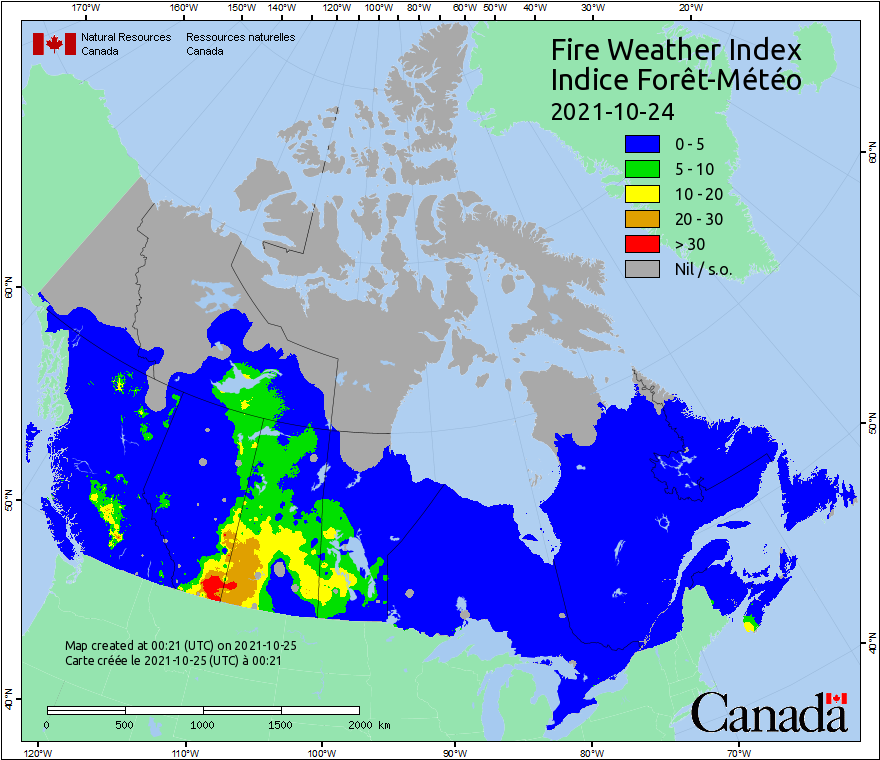 170°W 160°W 150°W 140°W 120°W 100°W 80°W 60°W 50°W 40°W 30°W 20°W
Natural Resources Ressources naturelles
Canada Canada
Fire Weather Index
Indice Forêt-Météo
2021-10-24
0 - 5
5 - 10
10 - 20
20 - 30
> 30
Nil / s.o.
60°N
60°N
50°N
50°N
40°N
40°N
Map created at 00:21 (UTC) on 2021-10-25
Carte créée le 2021-10-25 (UTC) à 00:21
0 500 1000 1500 2000 km
Canada
120°W 110°W 100°W 90°W 80°W 70°W